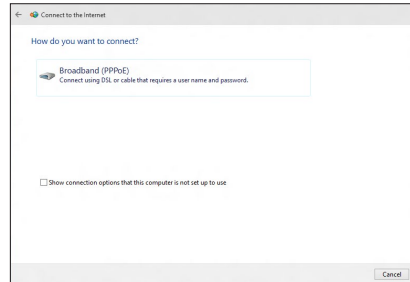 Connect to the Internet
How do you want to connect?
Broadband (PPPoE)
Connect using DSL or cable that requires a user name and password.
Show connection options that this computer is not set up to use
Cancel